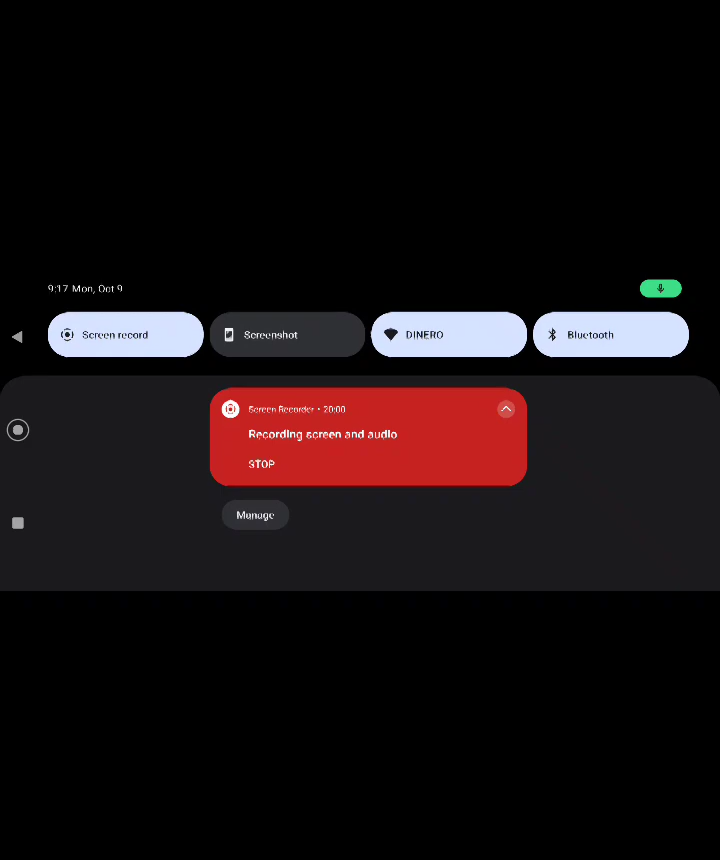 9:17 Mon, Oct 9
Screen record
Screenshot
DINERO
Bluetooth
Screen Recorder • 20:00
Recording screen and audio
STOP
Manage